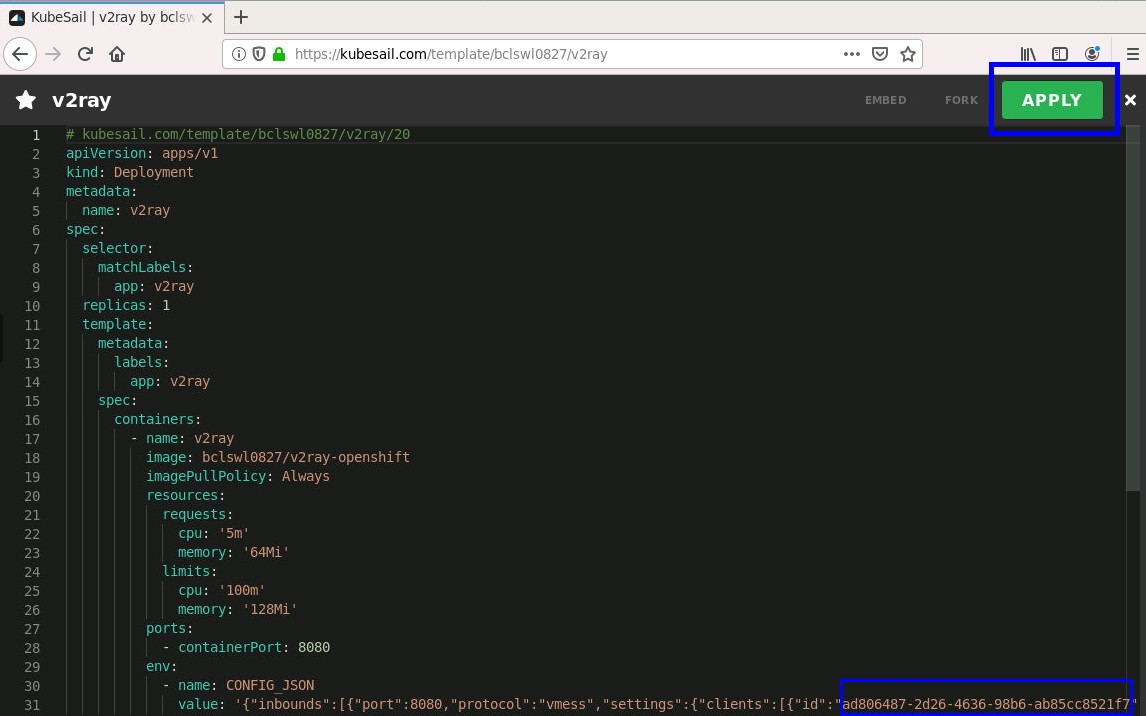 KubeSail | v2ray by bclsw
https://kubesail.com/template/bclswl0827/v2ray
v2ray
EMBED
FORK
APPLY
1 # kubesail.com/template/bclswl0827/v2ray/20
2 apiVersion: apps/v1
3 kind: Deployment
4 metadata:
5 name: v2ray
6 spec:
7 selector:
8 matchLabels:
9 app: v2ray
10 replicas: 1
11 template:
12 metadata:
13 labels:
14 app: v2ray
15 spec:
16 containers:
17 - name: v2ray
18 image: bclswl0827/v2ray-openshift
19 imagePullPolicy: Always
20 resources:
21 requests:
22 cpu: '5m'
23 memory: '64Mi'
24 limits:
25 cpu: '100m'
26 memory: '128Mi'
27 ports:
28 - containerPort: 8080
29 env:
30 - name: CONFIG_JSON
31 value: '{"inbounds":[{"port":8080,"protocol":"vmess","settings":{"clients":[{"id":"ad806487-2d26-4636-98b6-ab85cc8521f7"